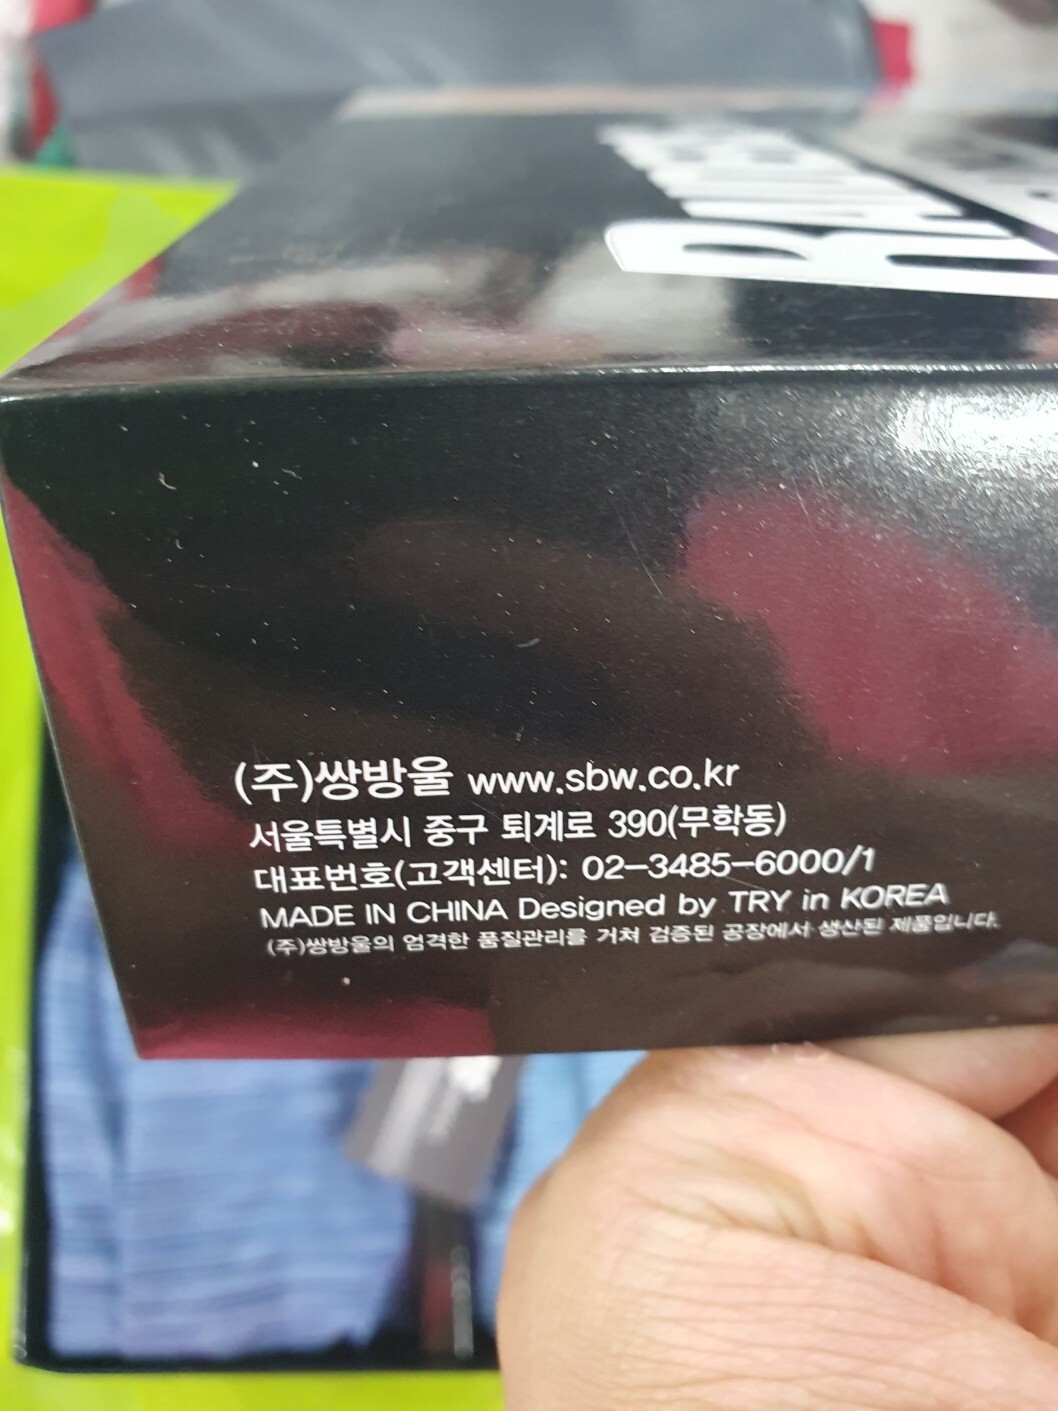 (주)쌍방울 www.sbw.co.kr
서울특별시 중구 퇴계로 390(무학동)
대표번호(고객센터): 02-3485-6000/1
MADE IN CHINA Designed by TRY in KOREA
(주)쌍방울의 엄격한 품질관리를 거쳐 검증된 공장에서 생산된 제품입니다.